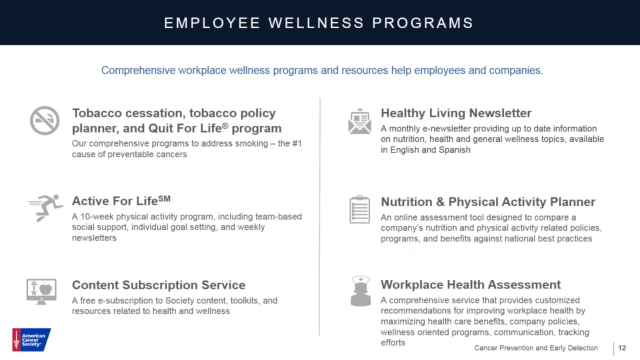 EMPLOYEE WELLNESS PROGRAMS
Comprehensive workplace wellness programs and resources help employees and companies.
Tobacco cessation, tobacco policy
planner, and Quit For Life® program
Our comprehensive programs to address smoking – the #1
cause of preventable cancers
Active For Life℠
A 10-week physical activity program, including team-based
social support, individual goal setting, and weekly
newsletters
Content Subscription Service
A free e-subscription to Society content, toolkits, and
resources related to health and wellness
Healthy Living Newsletter
A monthly e-newsletter providing up to date information
on nutrition, health and general wellness topics, available
in English and Spanish
Nutrition & Physical Activity Planner
An online assessment tool designed to compare a
company's nutrition and physical activity related policies,
programs, and benefits against national best practices
Workplace Health Assessment
A comprehensive service that provides customized
recommendations for improving workplace health by
maximizing health care benefits, company policies,
wellness oriented programs, communication, tracking
efforts
American
Cancer
Society®
Cancer Prevention and Early Detection
12